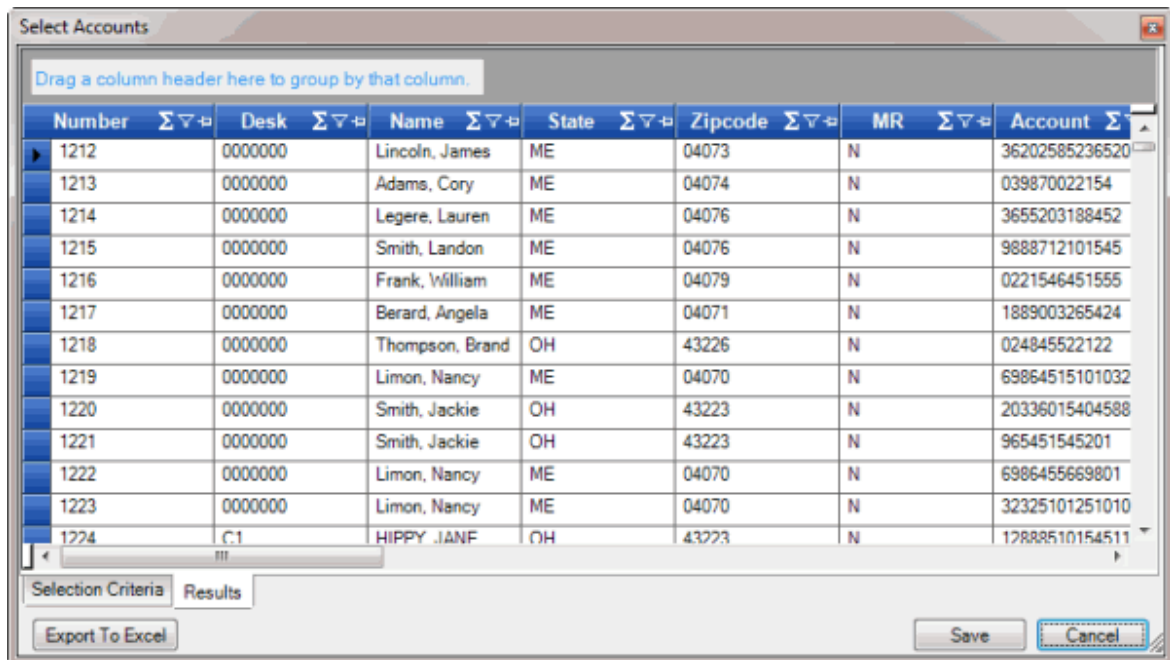 Select Accounts
Drag a column header here to group by that column.
Number Σ Desk Σ Name Σ State Σ Zipcode Σ MR Σ Account Σ
1212 0000000 Lincoln, James ME 04073 N 36202585236520
1213 0000000 Adams, Cory ME 04074 N 039870022154
1214 0000000 Legere, Lauren ME 04076 N 3655203188452
1215 0000000 Smith, Landon ME 04076 N 9888712101545
1216 0000000 Frank, William ME 04079 N 0221546451555
1217 0000000 Berard, Angela ME 04071 N 1889003265424
1218 0000000 Thompson, Brand OH 43226 N 024845522122
1219 0000000 Limon, Nancy ME 04070 N 69864515101032
1220 0000000 Smith, Jackie OH 43223 N 20336015404588
1221 0000000 Smith, Jackie OH 43223 N 965451545201
1222 0000000 Limon, Nancy ME 04070 N 6986455669801
1223 0000000 Limon, Nancy ME 04070 N 32325101251010
1224 C1 HIPPY, JANE OH 43223 N 12888510154511
Selection Criteria Results
Export To Excel Save Cancel